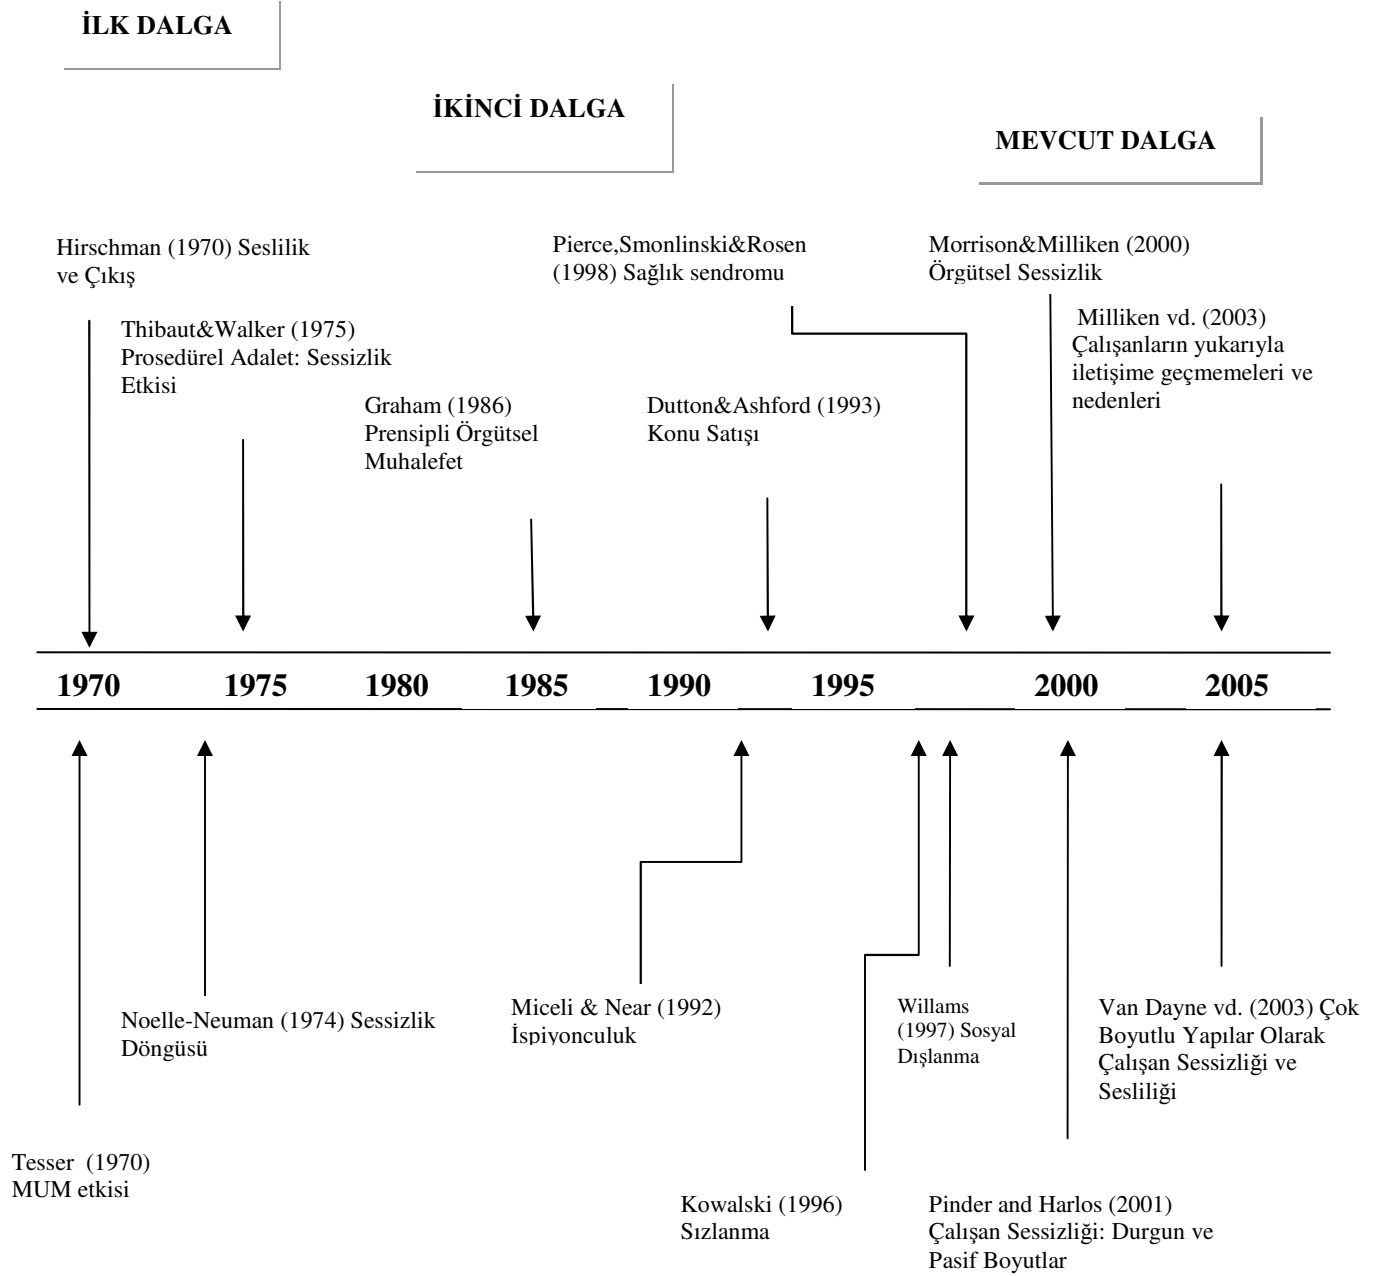 İLK DALGA
İKİNCİ DALGA
MEVCUT DALGA
Hirschman (1970) Seslilik
ve Çıkış
Thibaut&Walker (1975)
Prosedürel Adalet: Sessizlik
Etkisi
Graham (1986)
Prensipli Örgütsel
Muhalefet
Pierce,Smonlinski&Rosen
(1998) Sağlık sendromu
Dutton&Ashford (1993)
Konu Satışı
Morrison&Milliken (2000)
Örgütsel Sessizlik
Milliken vd. (2003)
Çalışanların yukarıyla
iletişime geçmemeleri ve
nedenleri
1970 1975 1980 1985 1990 1995 2000 2005
Tesser (1970)
MUM etkisi
Noelle-Neuman (1974) Sessizlik
Döngüsü
Miceli & Near (1992)
İspiyonculuk
Kowalski (1996)
Sızlanma
Willams
(1997) Sosyal
Dışlanma
Pinder and Harlos (2001)
Çalışan Sessizliği: Durgun ve
Pasif Boyutlar
Van Dayne vd. (2003) Çok
Boyutlu Yapılar Olarak
Çalışan Sessizliği ve
Sesliliği